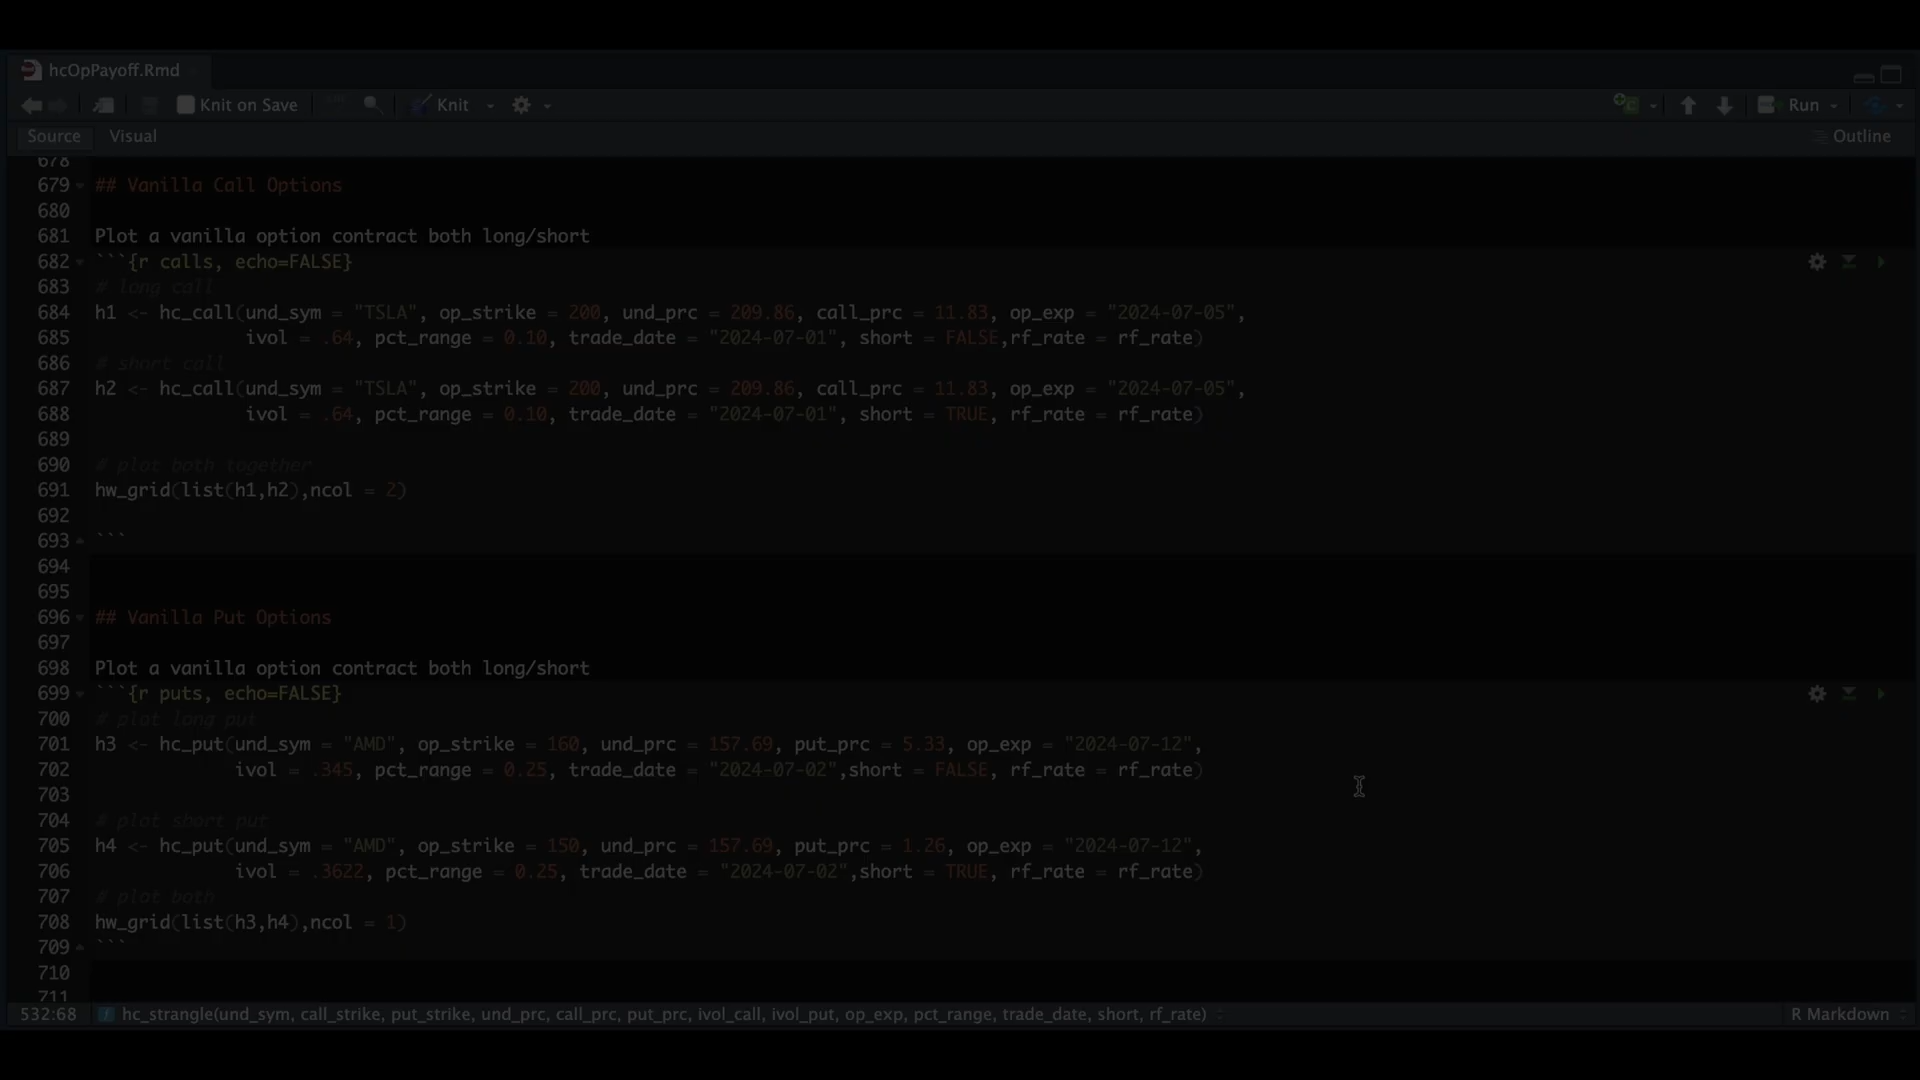 hcOpPayoff.Rmd
Knit on Save Knit Run
Source Visual Outline
678
679 ## Vanilla Call Options
680
681 Plot a vanilla option contract both long/short
682 ```{r calls, echo=FALSE}
683 # long call
684 h1 <- hc_call(und_sym = "TSLA", op_strike = 200, und_prc = 209.86, call_prc = 11.83, op_exp = "2024-07-05",
685 ivol = .64, pct_range = 0.10, trade_date = "2024-07-01", short = FALSE,rf_rate = rf_rate)
686 # short call
687 h2 <- hc_call(und_sym = "TSLA", op_strike = 200, und_prc = 209.86, call_prc = 11.83, op_exp = "2024-07-05",
688 ivol = .64, pct_range = 0.10, trade_date = "2024-07-01", short = TRUE, rf_rate = rf_rate)
689
690 # plot both together
691 hw_grid(list(h1,h2),ncol = 2)
692
693 ```
694
695
696 ## Vanilla Put Options
697
698 Plot a vanilla option contract both long/short
699 ```{r puts, echo=FALSE}
700 # plot long put
701 h3 <- hc_put(und_sym = "AMD", op_strike = 160, und_prc = 157.69, put_prc = 5.33, op_exp = "2024-07-12",
702 ivol = .345, pct_range = 0.25, trade_date = "2024-07-02",short = FALSE, rf_rate = rf_rate)
703
704 # plot short put
705 h4 <- hc_put(und_sym = "AMD", op_strike = 150, und_prc = 157.69, put_prc = 1.26, op_exp = "2024-07-12",
706 ivol = .3622, pct_range = 0.25, trade_date = "2024-07-02",short = TRUE, rf_rate = rf_rate)
707 # plot both
708 hw_grid(list(h3,h4),ncol = 1)
709 ```
710
711
532:68 f hc_strangle(und_sym, call_strike, put_strike, und_prc, call_prc, put_prc, ivol_call, ivol_put, op_exp, pct_range, trade_date, short, rf_rate) R Markdown